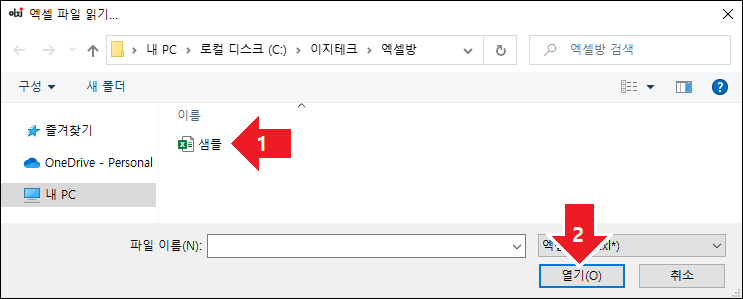 olxi 엑셀 파일 읽기...
내 PC > 로컬 디스크 (C:) > 이지테크 > 엑셀방
엑셀방 검색
구성 새 폴더
?
이름
즐겨찾기
샘플
1
OneDrive - Personal
내 PC
2
파일 이름(N):
xl*)
열기(O) 취소